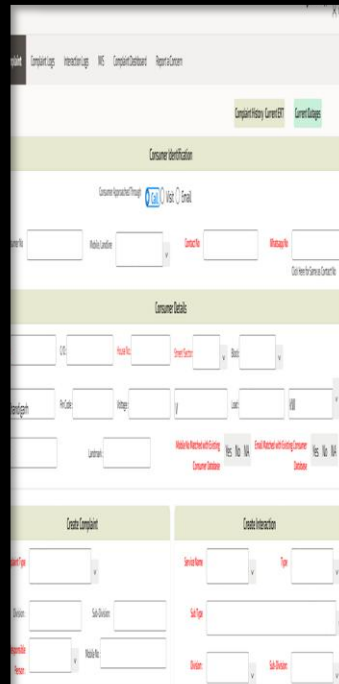 Complaint Logs Interaction Logs MIS Complaint Dashboard Report a Concern
Complaint History Current EXT Current Outages
Consumer Identification
Consumer Approached Through Call Visit Email
Mobile/Landline Contact No Whatsapp No
Click Here for Same as Contact No
Consumer Details
House No: Street/Sector: Block:
Pin Code: Voltage: V Load:
Landmark: Mobile No Matched with Existing Yes No NA Email Matched with Existing Consumer Yes No NA
Consumer Database Database
Create Complaint Create Interaction
Service Name Type
Sub Type
Division: Sub-Division:
Mobile No
Person:
Division: Sub-Division: